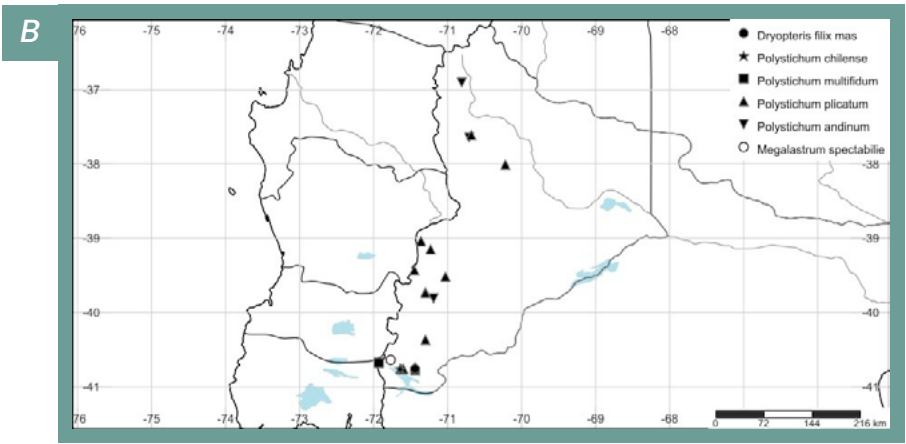 B
-76 -75 -74 -73 -72 -71 -70 -69 -68
Dryopteris filix mas
Polystichum chilense
-37
Polystichum multifidum
Polystichum plicatum
Polystichum andinum
Megalastrum spectabilie
-38 -38
-39 -39
-40 -40
-41 -41
76 -75 -74 -73 -72 -71 -70 -69 -68
0 72 144 216 km